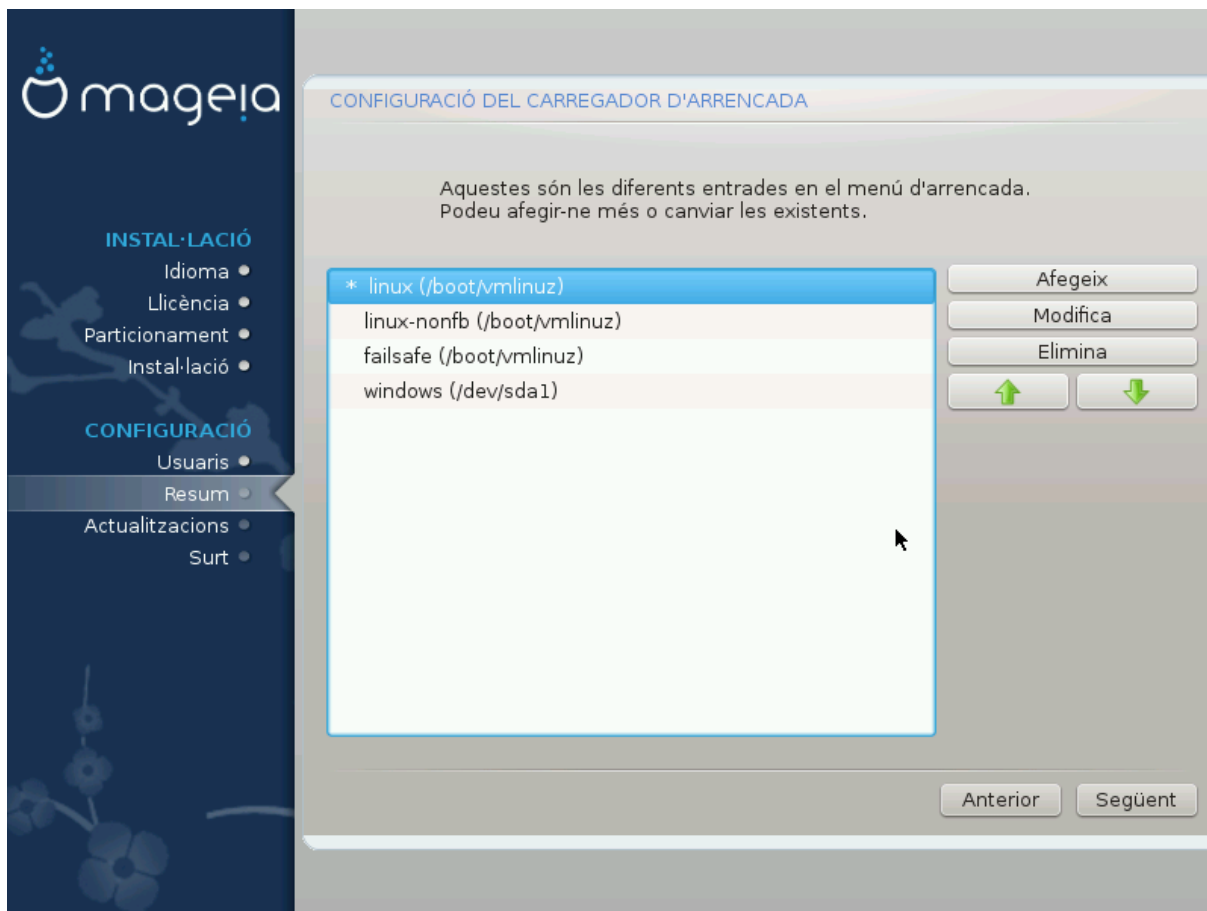 mageia
INSTAL·LACIÓ
Idioma
Llicència
Particionament
Instal·lació
CONFIGURACIÓ
Usuaris
Resum
Actualitzacions
Surt
CONFIGURACIÓ DEL CARREGADOR D'ARRENCADA
Aquestes són les diferents entrades en el menú d'arrencada.
Podeu afegir-ne més o canviar les existents.
* linux (/boot/vmlinuz)
linux-nonfb (/boot/vmlinuz)
failsafe (/boot/vmlinuz)
windows (/dev/sda1)
Afegeix
Modifica
Elimina
Anterior
Següent